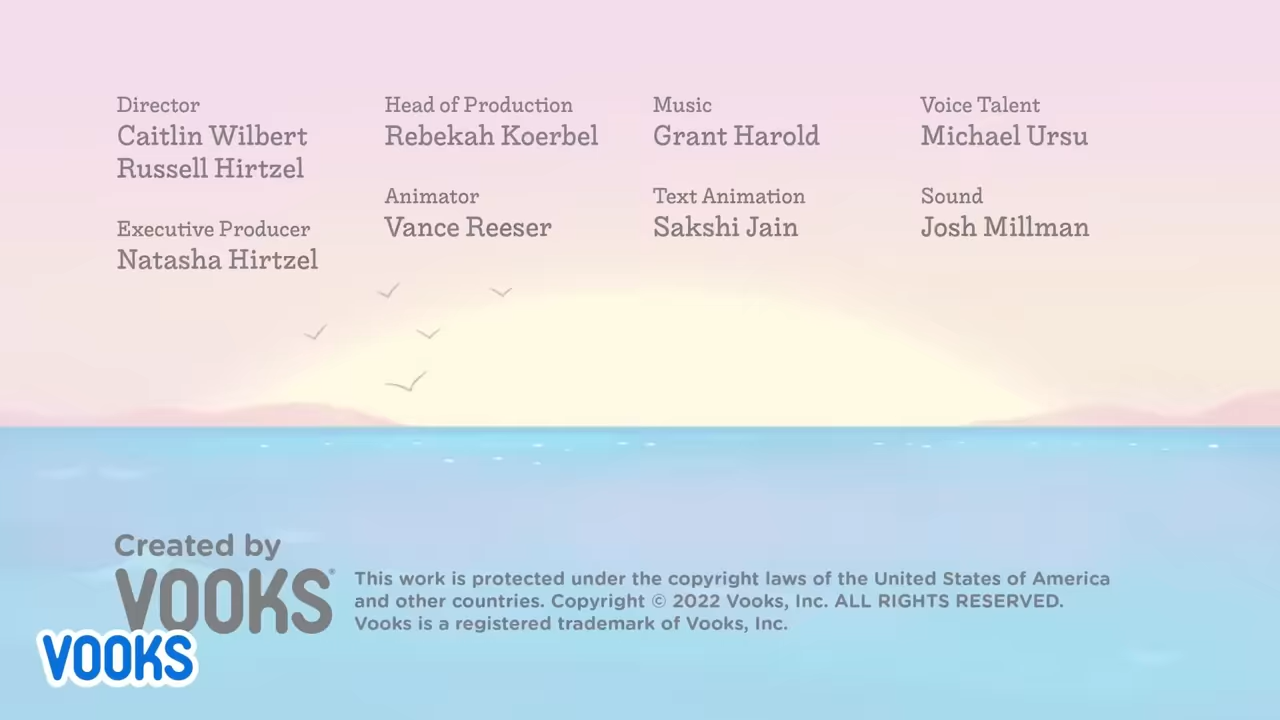 Director
Caitlin Wilbert
Russell Hirtzel
Executive Producer
Natasha Hirtzel
Head of Production
Rebekah Koerbel
Animator
Vance Reeser
Music
Grant Harold
Text Animation
Sakshi Jain
Voice Talent
Michael Ursu
Sound
Josh Millman
Created by
VOOKS®
This work is protected under the copyright laws of the United States of America
and other countries. Copyright © 2022 Vooks, Inc. ALL RIGHTS RESERVED.
Vooks is a registered trademark of Vooks, Inc.
VOOKS